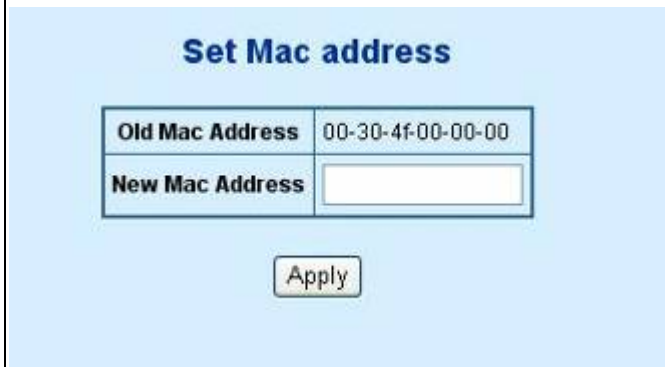 Set Mac address
Old Mac Address 00-30-4f-00-00-00
New Mac Address
Apply